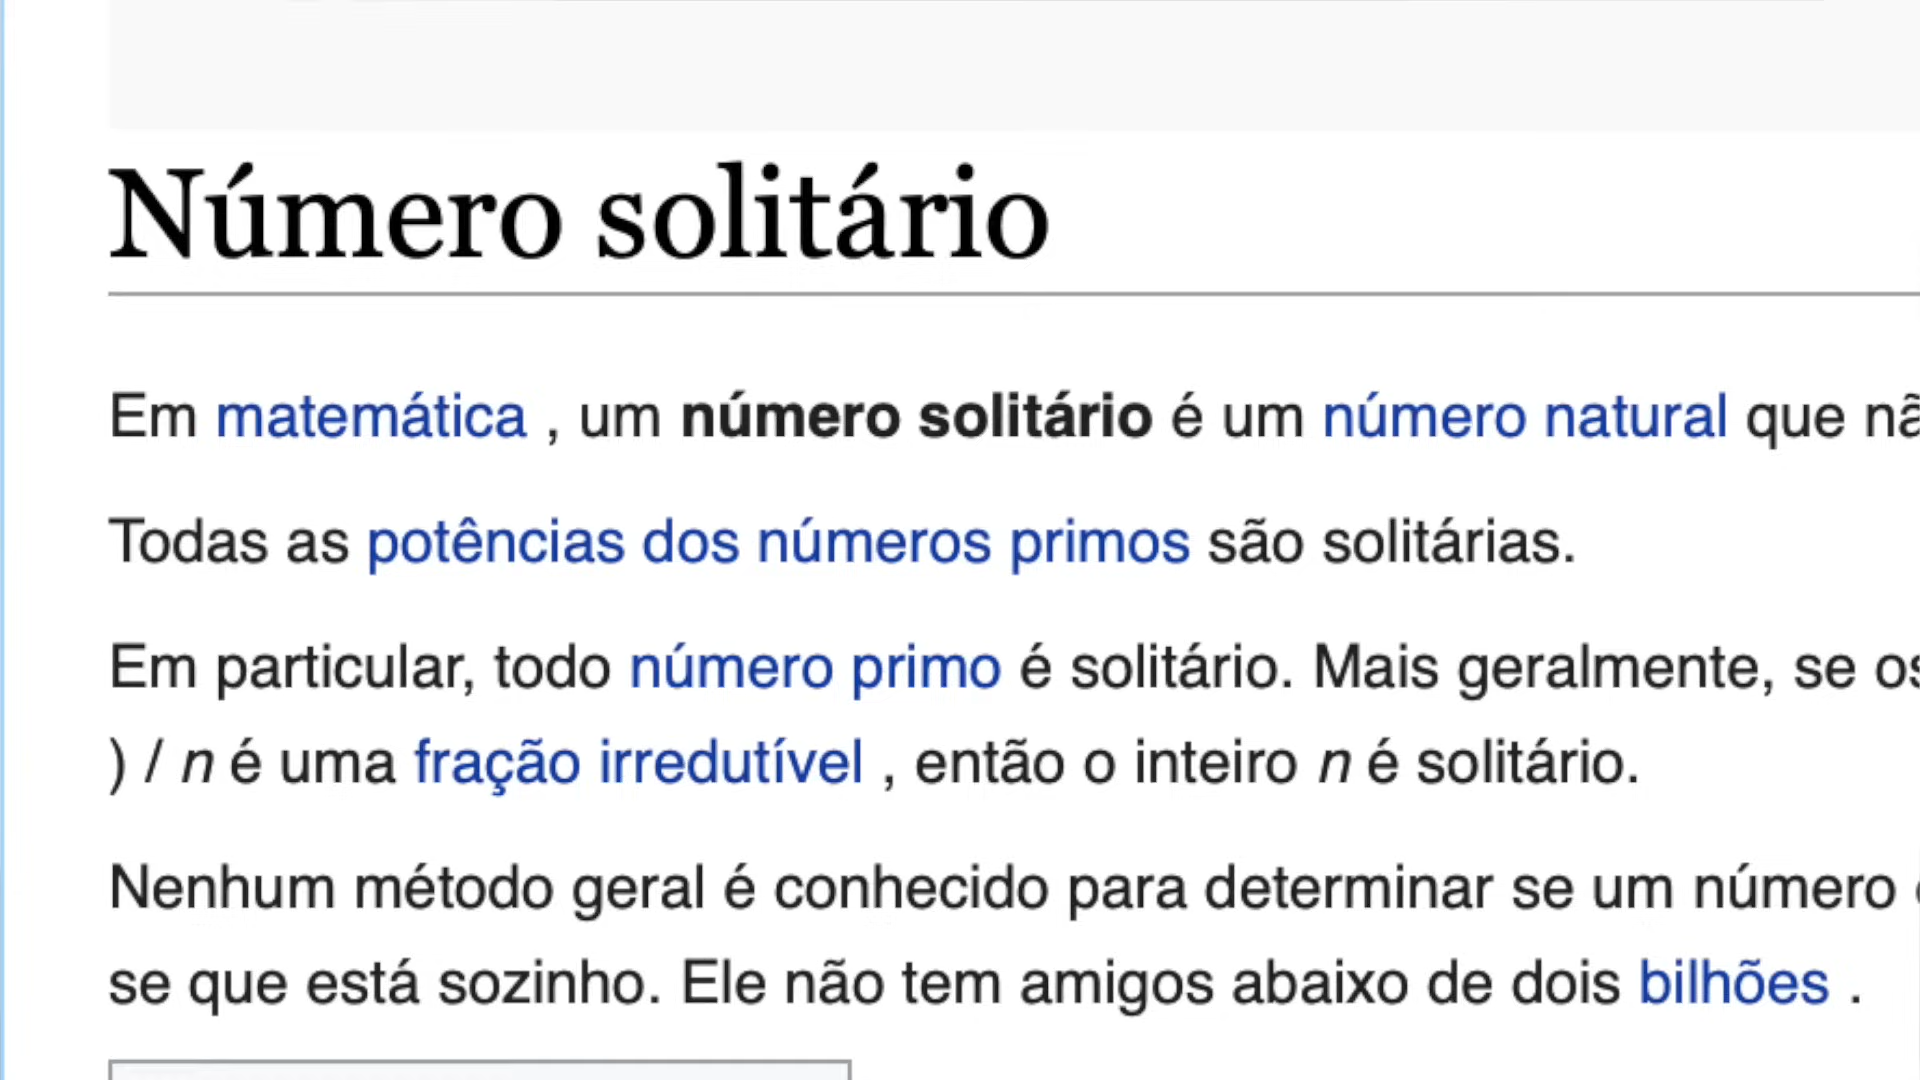 Número solitário
Em matemática , um número solitário é um número natural que
Todas as potências dos números primos são solitárias.
Em particular, todo número primo é solitário. Mais geralmente, se
) / n é uma fração irredutível , então o inteiro n é solitário.
Nenhum método geral é conhecido para determinar se um número
se que está sozinho. Ele não tem amigos abaixo de dois bilhões .